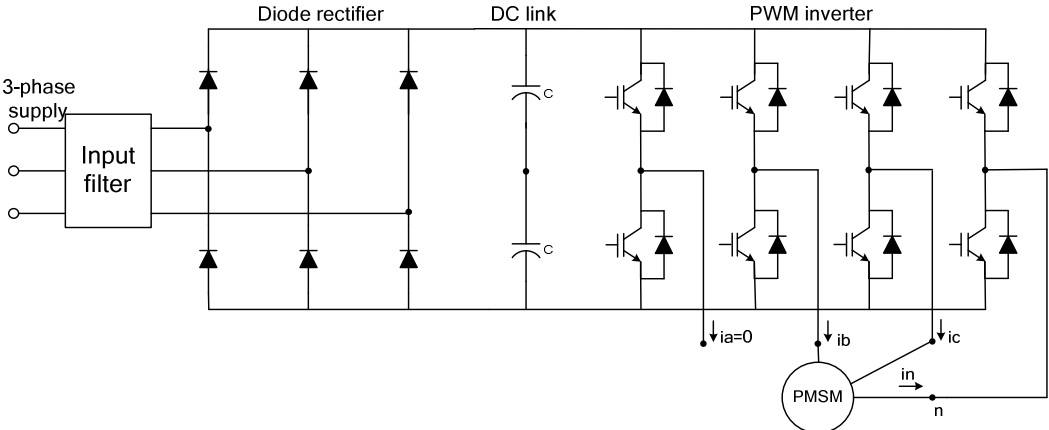 Diode rectifier
DC link
PWM inverter
3-phase
supply
Input
filter
C
C
ia=0
ib
ic
in
PMSM
n